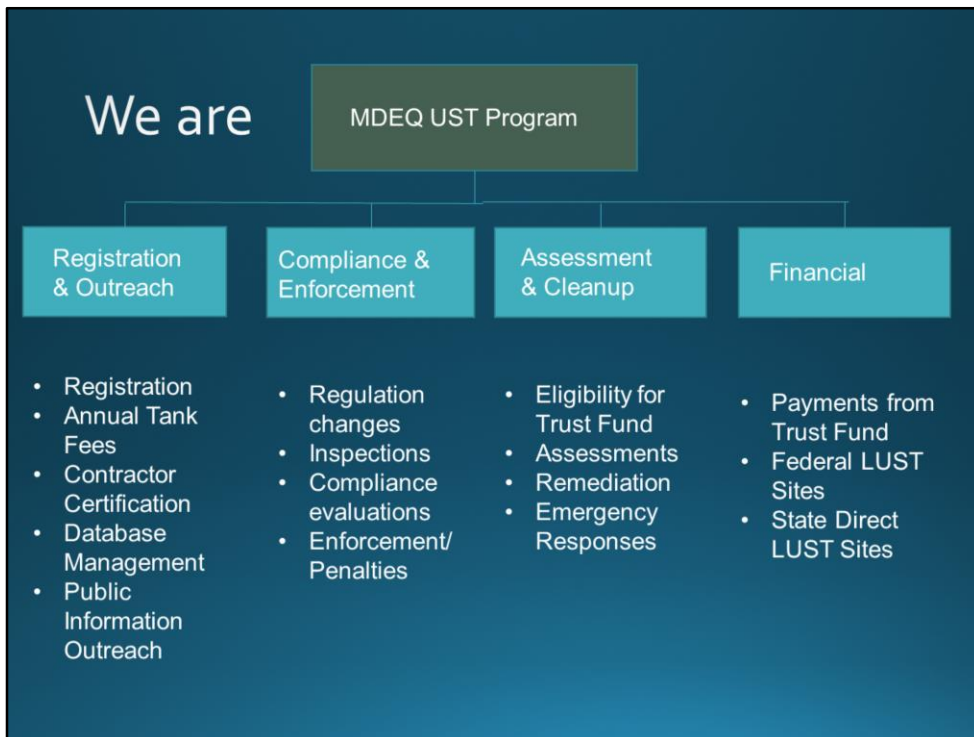 We are
MDEQ UST Program
Registration
& Outreach
Compliance &
Enforcement
Assessment
& Cleanup
Financial
• Registration
• Annual Tank
Fees
• Contractor
Certification
• Database
Management
• Public
Information
Outreach
• Regulation
changes
• Inspections
• Compliance
evaluations
• Enforcement/
Penalties
• Eligibility for
Trust Fund
• Assessments
• Remediation
• Emergency
Responses
• Payments from
Trust Fund
• Federal LUST
Sites
• State Direct
LUST Sites